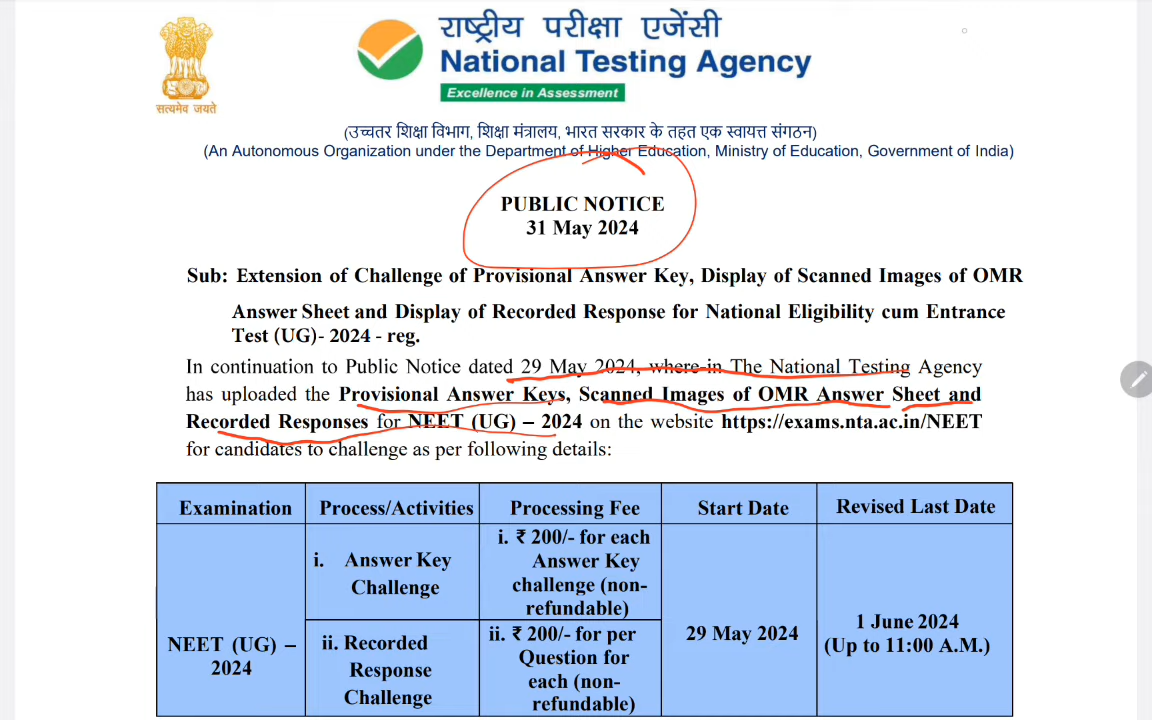 राष्ट्रीय परीक्षा एजेंसी
National Testing Agency
Excellence in Assessment
सत्यमेव जयते
(उच्चतर शिक्षा विभाग, शिक्षा मंत्रालय, भारत सरकार के तहत एक स्वायत्त संगठन)
(An Autonomous Organization under the Department of Higher Education, Ministry of Education, Government of India)
PUBLIC NOTICE
31 May 2024
Sub: Extension of Challenge of Provisional Answer Key, Display of Scanned Images of OMR
Answer Sheet and Display of Recorded Response for National Eligibility cum Entrance
Test (UG)- 2024 - reg.
In continuation to Public Notice dated 29 May 2024, where-in The National Testing Agency
has uploaded the Provisional Answer Keys, Scanned Images of OMR Answer Sheet and
Recorded Responses for NEET (UG) – 2024 on the website https://exams.nta.ac.in/NEET
for candidates to challenge as per following details:
Examination Process/Activities Processing Fee Start Date Revised Last Date
NEET (UG) –
2024
i. Answer Key
Challenge
i. ₹ 200/- for each
Answer Key
challenge (non-
refundable)
ii. Recorded
Response
Challenge
ii. ₹ 200/- for per
Question for
each (non-
refundable)
29 May 2024
1 June 2024
(Up to 11:00 A.M.)